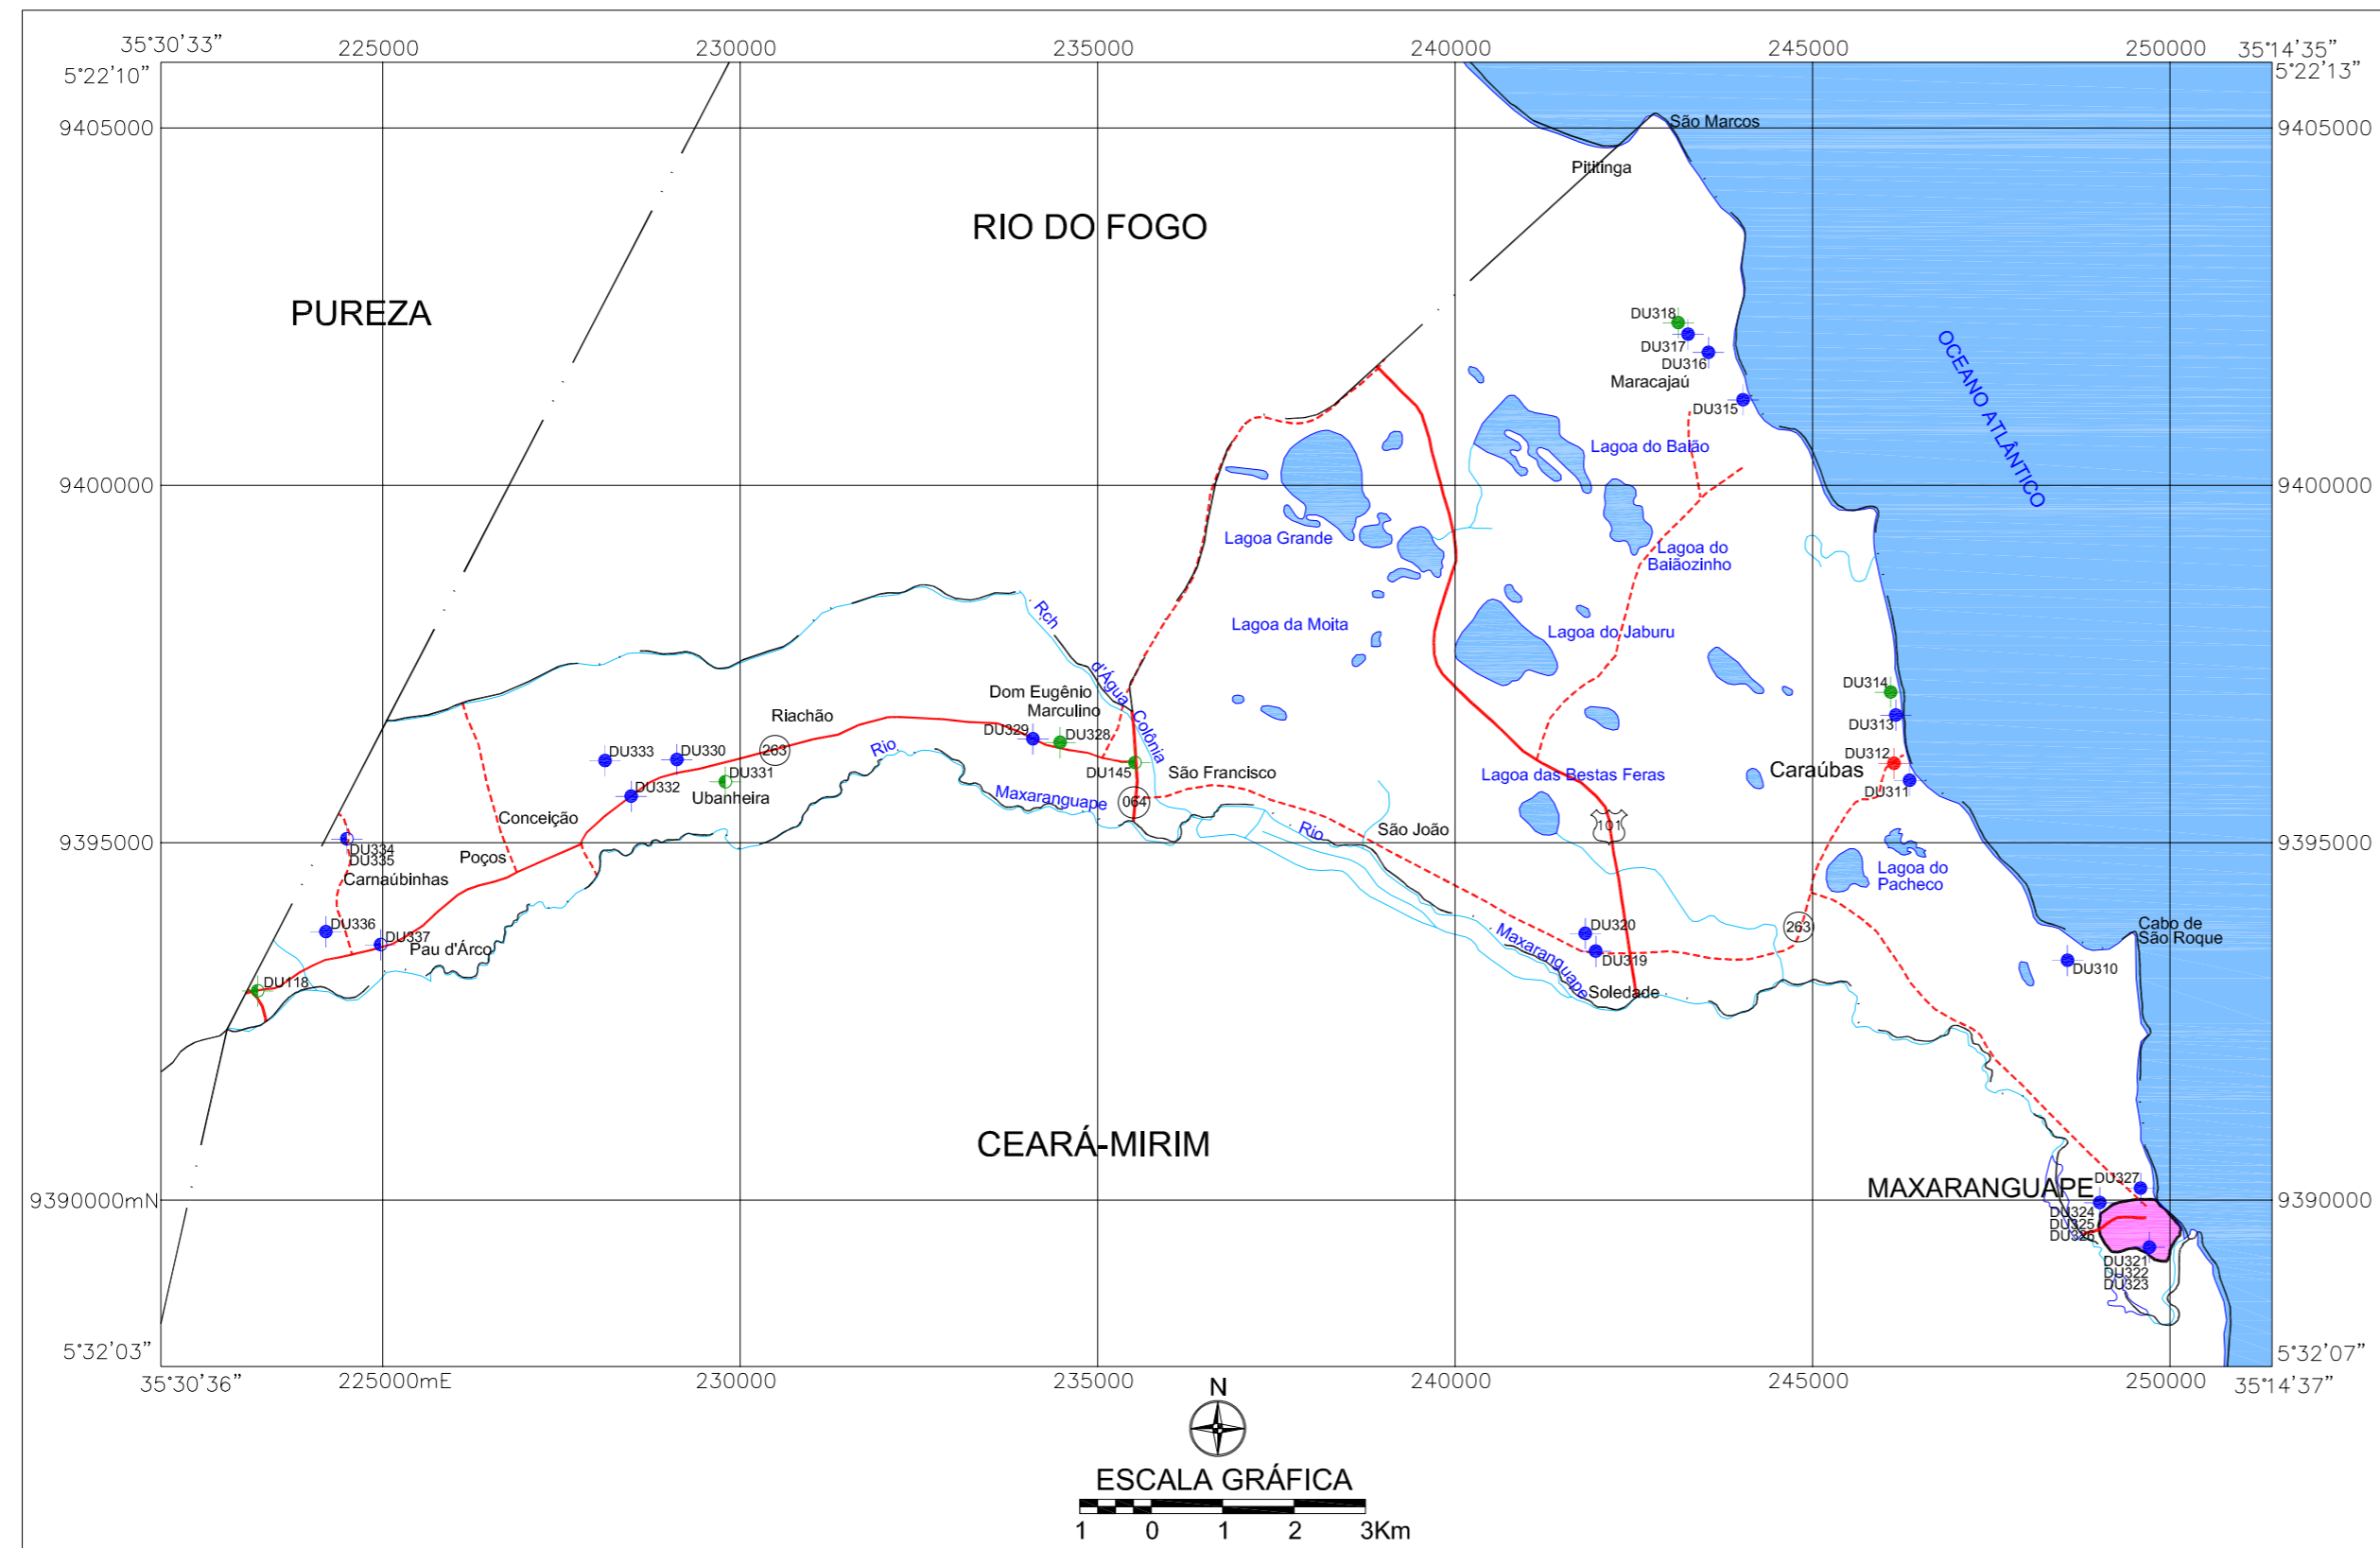 35°30'33"
225000
230000
235000
240000
245000
250000
35°14'35"
5°22'10"
5°22'13"
9405000
9405000
São Marcos
Pititinga
RIO DO FOGO
PUREZA
DU318
DU317
DU316
Maracajaú
DU315
OCEANO ATLÂNTICO
Lagoa do Baião
9400000
9400000
Lagoa Grande
Lagoa do
Baiãozinho
Rch
d'Água
Colônia
Lagoa da Moita
Lagoa do Jaburu
Dom Eugênio
Marculino
Riachão
DU329
DU328
DU314
DU313
DU333
DU330
263
Rio
DU331
DU145
São Francisco
Lagoa das Bestas Feras
DU312
Caraúbas
DU311
DU332
Ubanheira
Maxaranguape
064
Conceição
Rio
São João
101
9395000
9395000
DU334
DU335
Poços
Carnaúbinhas
Lagoa do
Pacheco
DU336
DU337
Pau d'Árco
DU320
DU319
Maxaranguape
263
Cabo de
São Roque
DU310
DU118
Soledade
CEARÁ-MIRIM
MAXARANGUAPE
DU327
9390000mN
9390000
DU324
DU325
DU326
DU321
DU322
DU323
5°32'03"
5°32'07"
35°30'36"
225000mE
230000
235000
240000
245000
250000
35°14'37"
N
ESCALA GRÁFICA
1 0 1 2 3Km